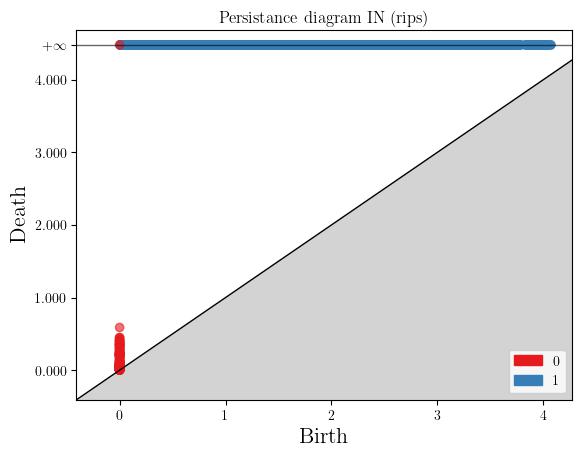 Persistance diagram IN (rips)
+∞
4.000
3.000
2.000
1.000
0.000
Death
0 1 2 3 4
Birth
0
1